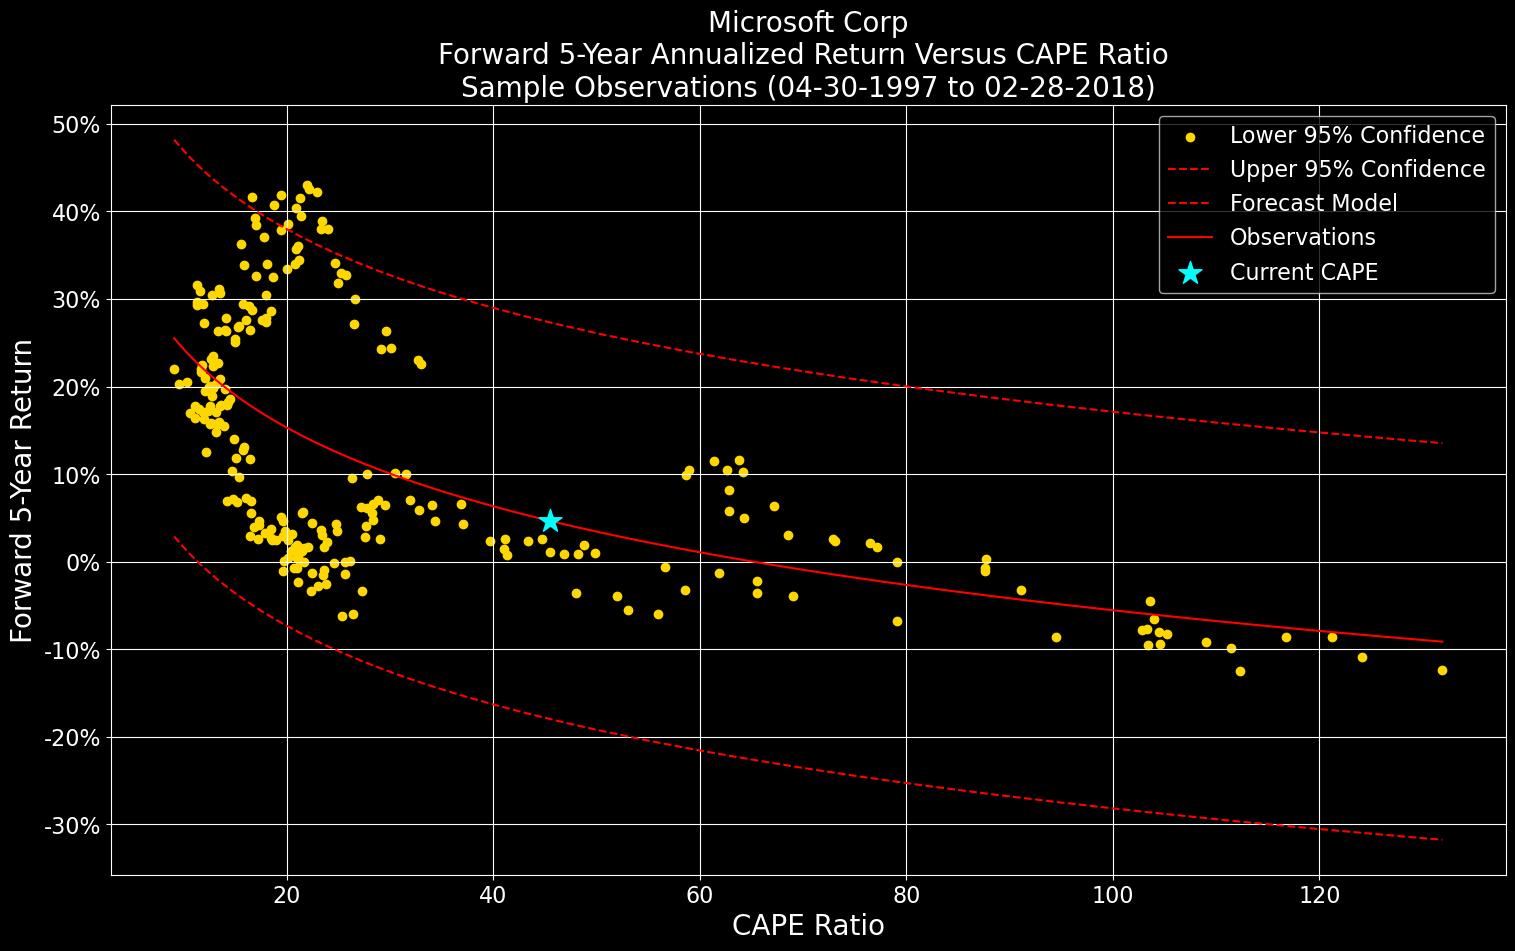 Microsoft Corp
Forward 5-Year Annualized Return Versus CAPE Ratio
Sample Observations (04-30-1997 to 02-28-2018)
Lower 95% Confidence
Upper 95% Confidence
Forecast Model
Observations
Current CAPE
Forward 5-Year Return
50%
40%
30%
20%
10%
0%
-10%
-20%
-30%
20 40 60 80 100 120
CAPE Ratio